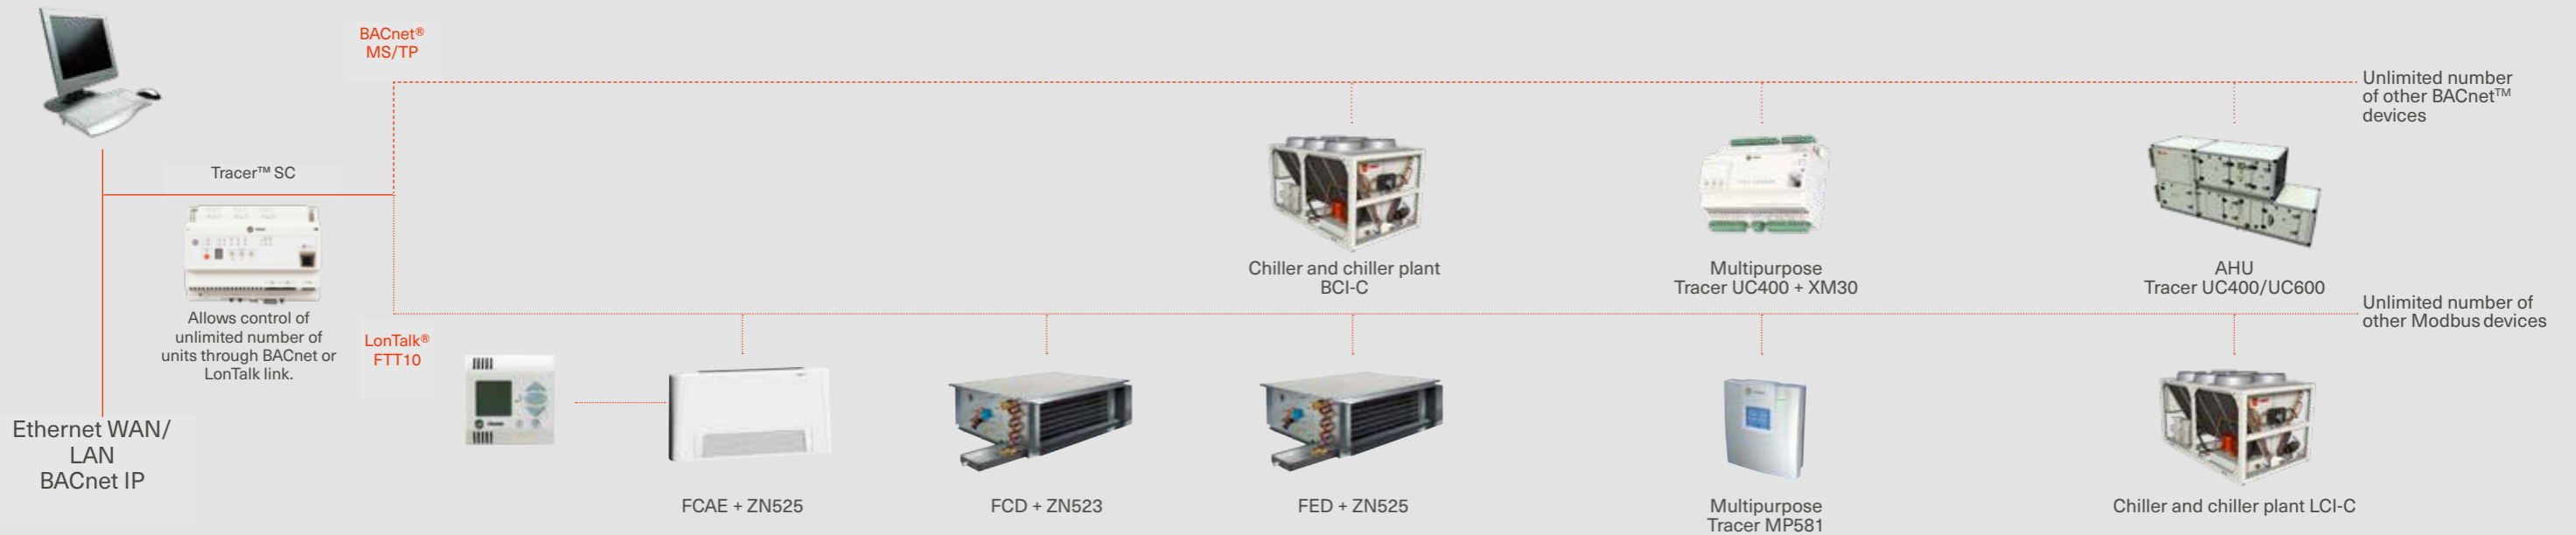 BACnet®
MS/TP
Unlimited number
of other BACnet™
devices
Tracer™ SC
Allows control of
unlimited number of
units through BACnet or
LonTalk link.
Chiller and chiller plant
BCI-C
Multipurpose
Tracer UC400 + XM30
AHU
Tracer UC400/UC600
Unlimited number of
other Modbus devices
LonTalk®
FTT10
Ethernet WAN/
LAN
BACnet IP
FCAE + ZN525
FCD + ZN523
FED + ZN525
Multipurpose
Tracer MP581
Chiller and chiller plant LCI-C